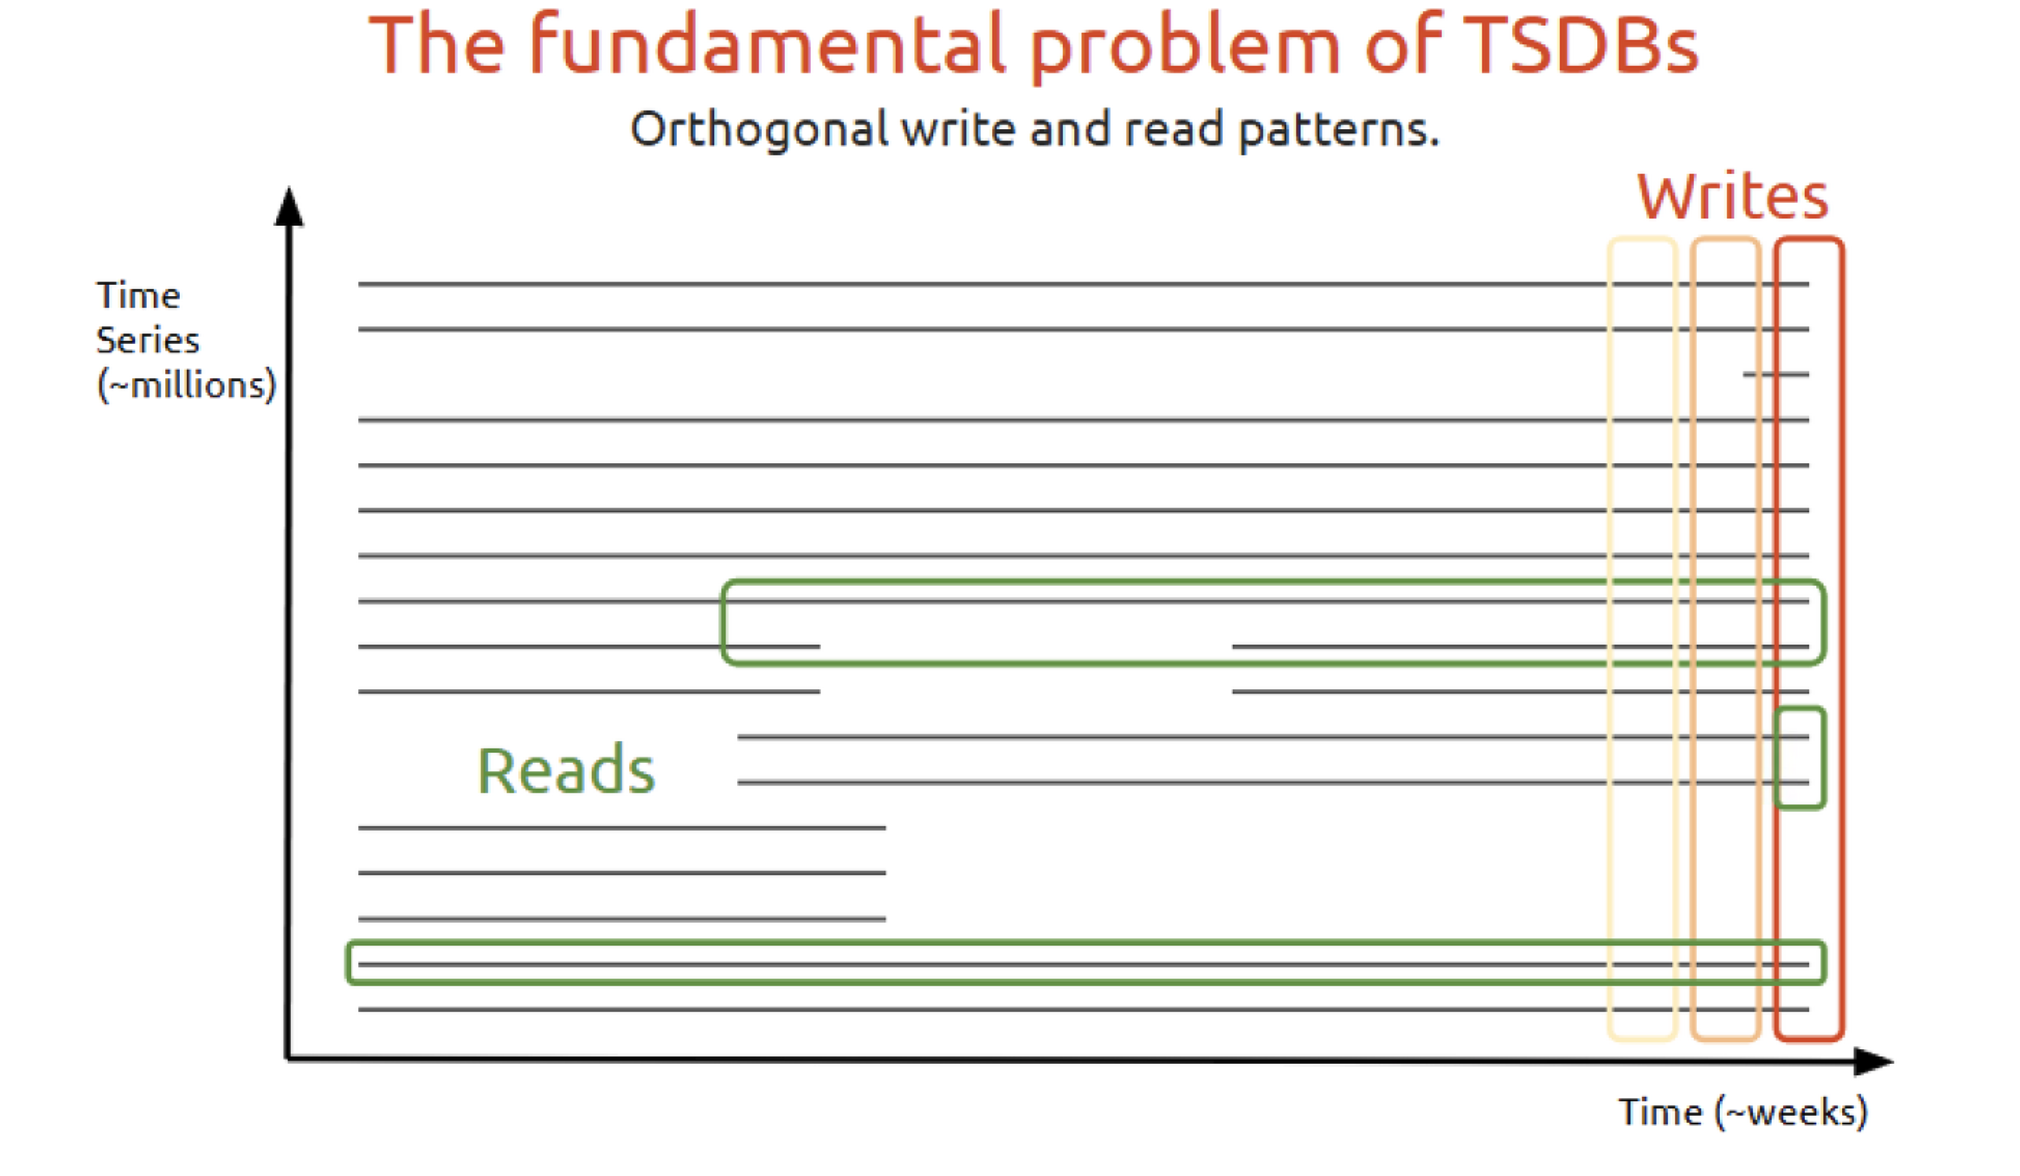 The fundamental problem of TSDBs
Orthogonal write and read patterns.
Writes
Time
Series
(~millions)
Reads
Time (~weeks)